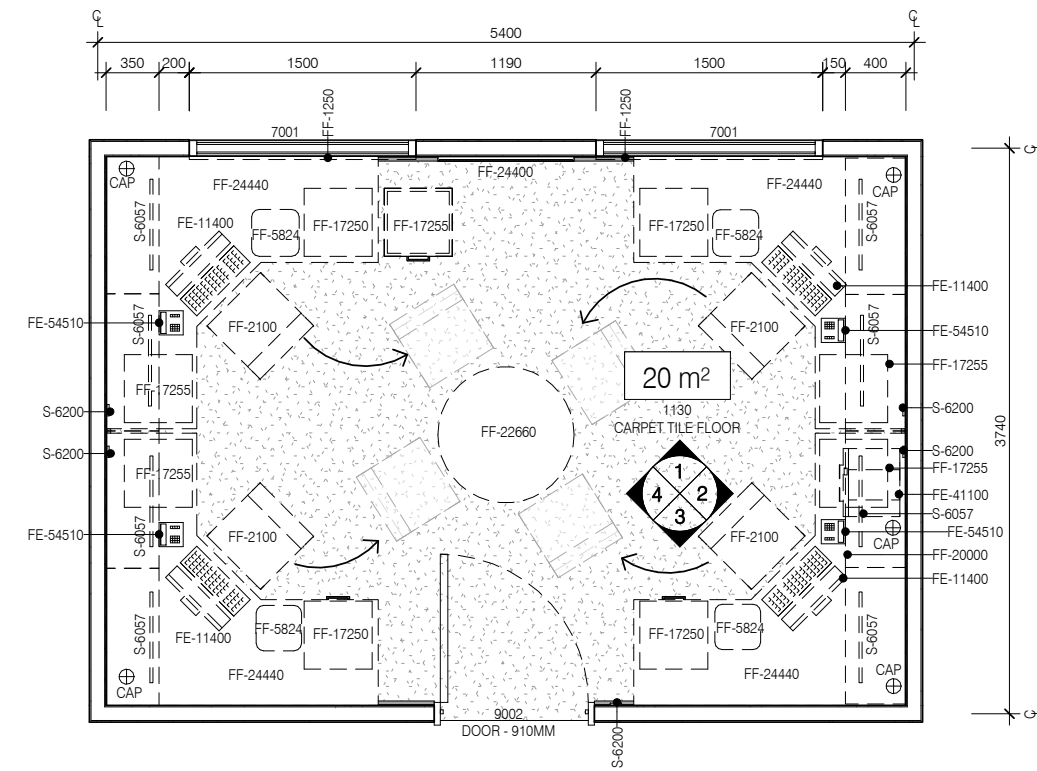 ℄
℄
5400
350
200
1500
1190
1500
150
400
FF-1250
FF-1250
7001
7001
FF-24400
CAP
FF-24440
FF-24440
CAP
S-6057
FE-11400
FF-5824
FF-17250
FF-17255
FF-17250
FF-5824
S-6057
FE-11400
FE-54510
S-6057
FF-2100
FF-2100
S-6057
FE-54510
FF-17255
FF-17255
20 m²
S-6200
1130
S-6200
CARPET TILE FLOOR
FF-22660
3740
℄
℄
S-6200
S-6200
FF-17255
1
4
2
3
FF-17255
FE-41100
S-6057
FE-54510
S-6057
FF-2100
FF-2100
CAP
FE-54510
FF-20000
FE-11400
FE-11400
S-6057
FF-5824
FF-17250
FF-17250
FF-5824
S-6057
FF-24440
FF-24440
CAP
CAP
9002
DOOR - 910MM
S-6200